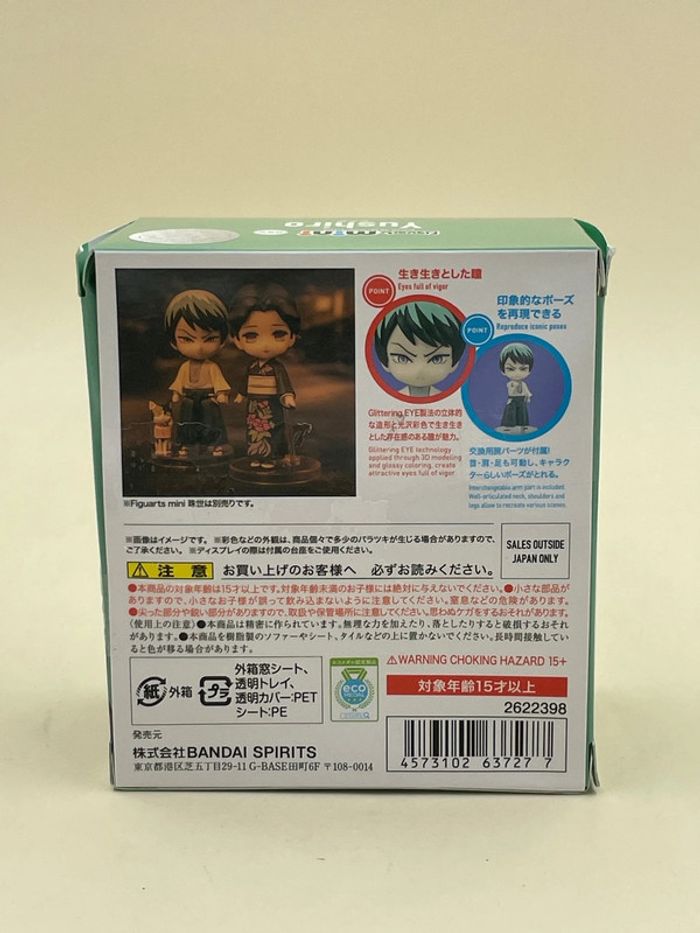 Yushiro
Figuarts mini
POINT
生き生きとした瞳
Eyes full of vigor
Glittering EYE製法の立体的
な造形と光沢彩色で生き生き
とした存在感のある瞳が魅力。
Glittering EYE technology
applied through 3D modeling
and glossy coloring, create
attractive eyes full of vigor.
POINT
印象的なポーズ
を再現できる
Reproduce iconic poses
交換用腕パーツが付属!
首・肩・足も可動し、キャラク
ターらしいポーズがとれる。
Interchangeable arm part is included.
Well-articulated neck, shoulders and
legs allow to recreate various scenes.
※Figuarts mini 珠世は別売りです。
※画像はイメージです。 ※彩色などの外観は、商品個々で多少のバラツキが生じる場合がありますので、
ご了承ください。 ※ディスプレイの際は付属の台座をご使用ください。
SALES OUTSIDE
JAPAN ONLY
注 意 お買い上げのお客様へ 必ずお読みください。
●本商品の対象年齢は15才以上です。対象年齢未満のお子様には絶対に与えないでください。●小さな部品が
ありますので、小さなお子様が誤って飲み込まないように注意してください。窒息などの危険があります。
●尖った部分や鋭い部分がありますので、取扱や保管場所に注意してください。思わぬケガをするおそれがあります。
〈使用上の注意〉●本商品は精密に作られています。無理な力を加えたり、落としたりすると破損するおそれ
があります。●本商品を樹脂製のソファーやシート、タイルなどの上に置かないでください。長時間接触してい
ると色が移る場合があります。
紙 外箱
プラ
外箱窓シート、
透明トレイ、
透明カバー:PET
シート:PE
eco
MEDAL
⚠WARNING CHOKING HAZARD 15+
対象年齢15才以上
2622398
4573102 63727 7
発売元
株式会社BANDAI SPIRITS
東京都港区芝五丁目29-11 G-BASE田町6F 〒108-0014